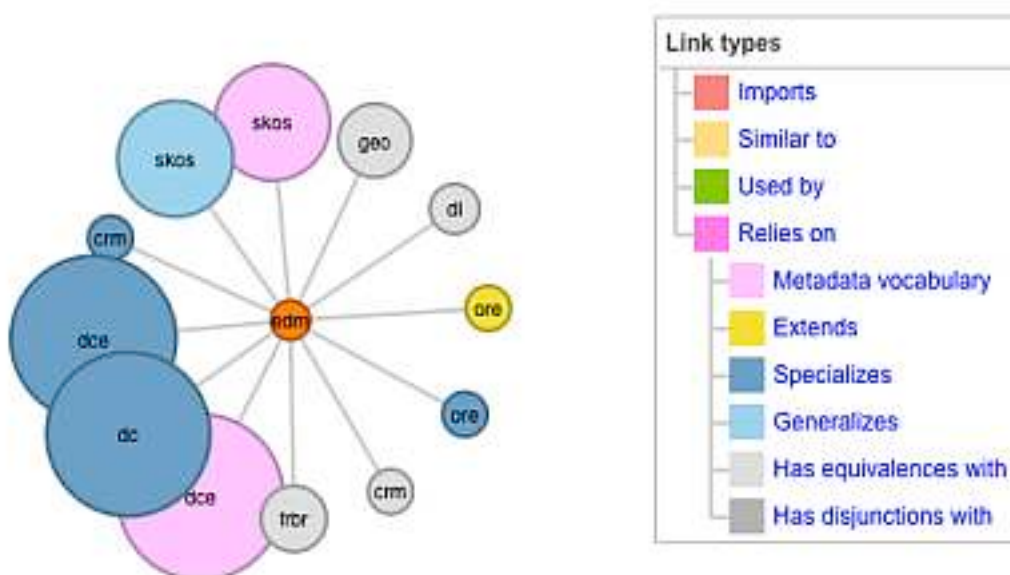 skos
skos
geo
dl
crm
edm
ore
dce
ore
dc
crm
dce
frbr
Link types
Imports
Similar to
Used by
Relies on
Metadata vocabulary
Extends
Specializes
Generalizes
Has equivalences with
Has disjunctions with